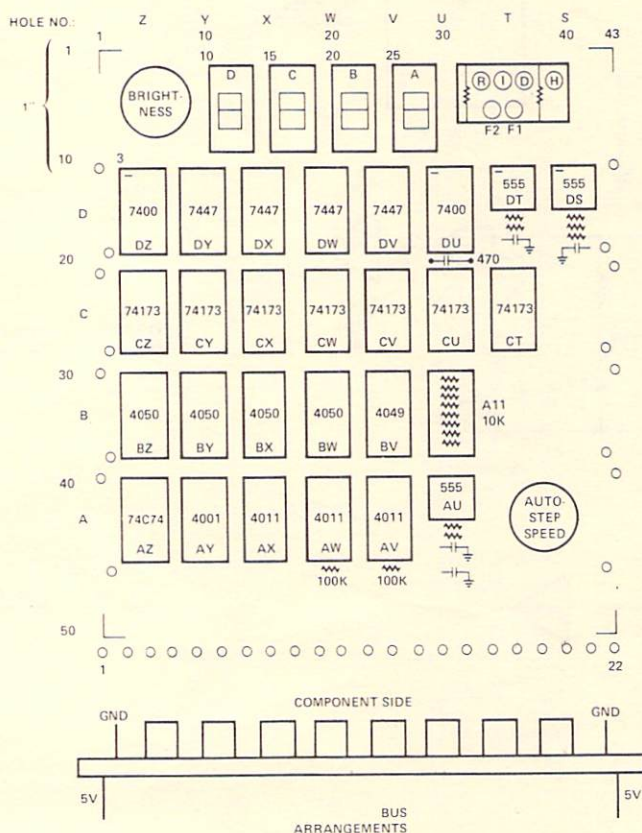 HOLE NO.: 1 Z Y X W V U T S 43
10 20 30 40
1 10 15 20 25
D C B A
R I D H
1"
BRIGHT-
NESS
F2 F1
10 3
D 7400 7447 7447 7447 7447 7400 555 555
DZ DY DX DW DV DU DT DS
20 470
C 74173 74173 74173 74173 74173 74173 74173
CZ CY CX CW CV CU CT
30
B 4050 4050 4050 4050 4049 A11
10K
BZ BY BX BW BV
40
A 74C74 4001 4011 4011 4011 555 AUTO-
STEP
SPEED
AZ AY AX AW AV AU
100K 100K
50
1 22
COMPONENT SIDE
GND GND
5V 5V
BUS
ARRANGEMENTS